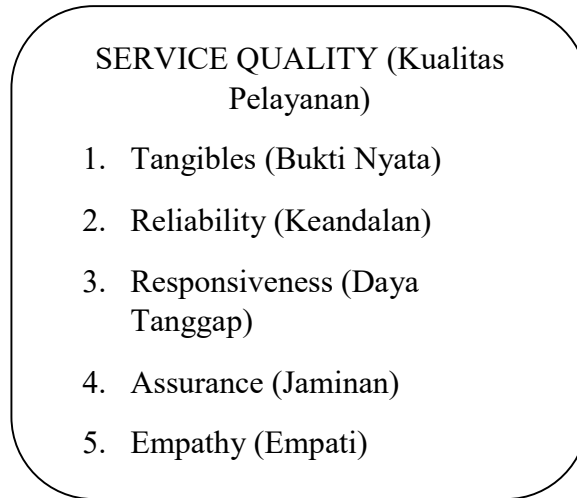 SERVICE QUALITY (Kualitas
Pelayanan)
1. Tangibles (Bukti Nyata)
2. Reliability (Keandalan)
3. Responsiveness (Daya
Tanggap)
4. Assurance (Jaminan)
5. Empathy (Empati)